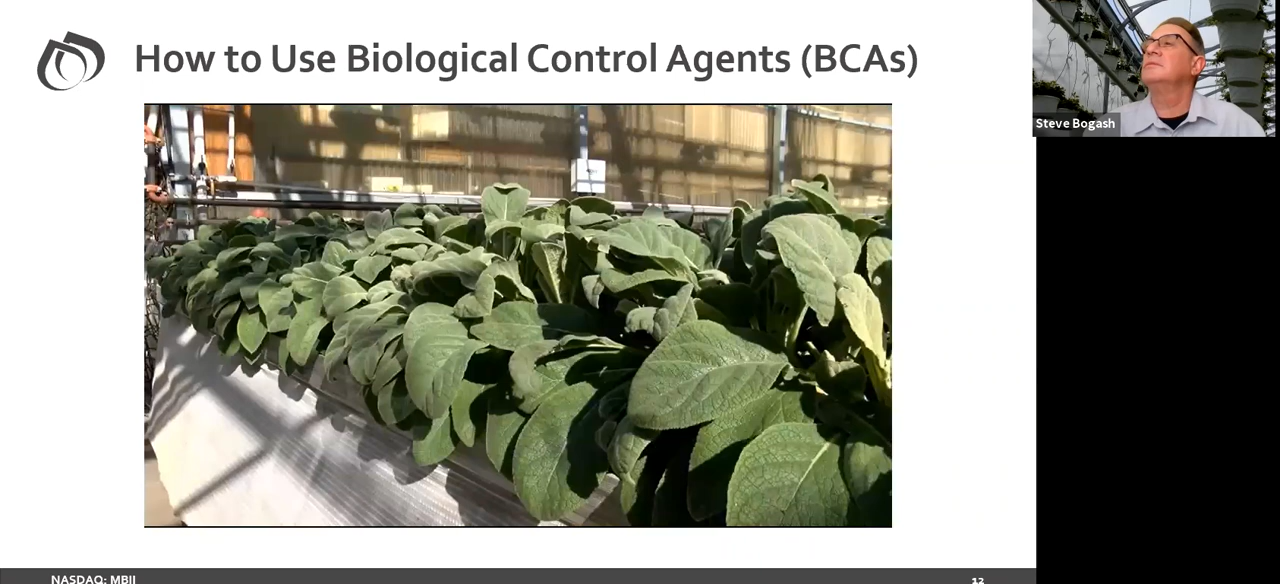 How to Use Biological Control Agents (BCAs)
Steve Bogash
NASDAQ: MBII
12